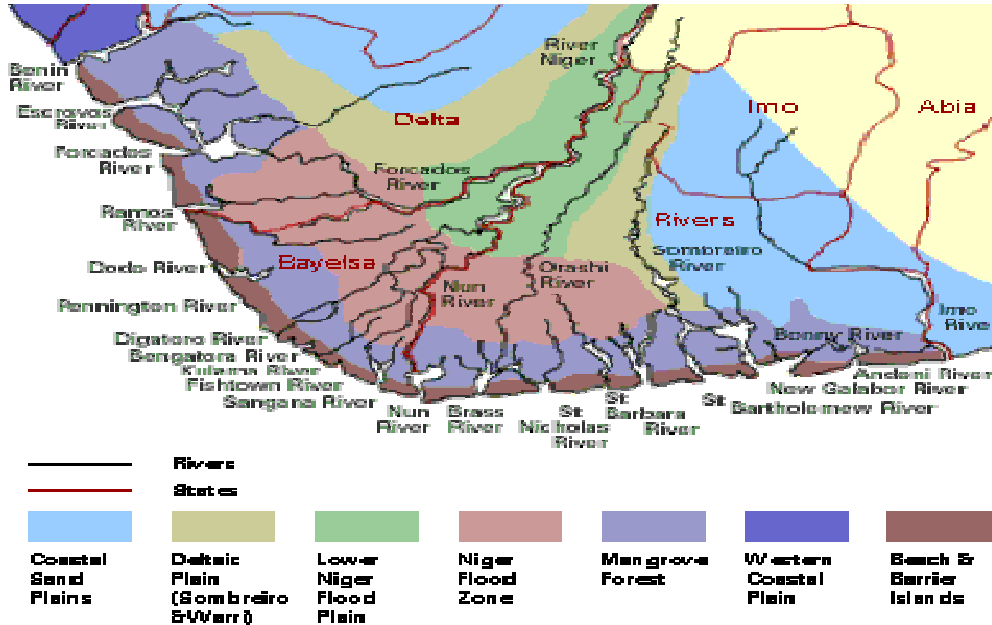 River
Niger
Benin
River
Escravos
River
Imo
Abia
Delta
Forcados
River
Forcados
River
Ramos
River
Rivers
Sombreiro
River
Dodo River
Bayelsa
Orashi
River
Nun
River
Pennington River
Imo
River
Digatoro River
Bengatora River
Kulama River
Fishtown River
Sangana River
Bonny River
Andoni River
New Calabar River
Nun
River
Brass
River
St
Nicholas
River
St
Barbara
River
St
Bartholomew River
Rivers
States
Coastal
Sand
Plains
Deltaic
Plain
(Sombreiro
&Warri)
Lower
Niger
Flood
Plain
Niger
Flood
Zone
Mangrove
Forest
Western
Coastal
Plain
Beach &
Barrier
Islands